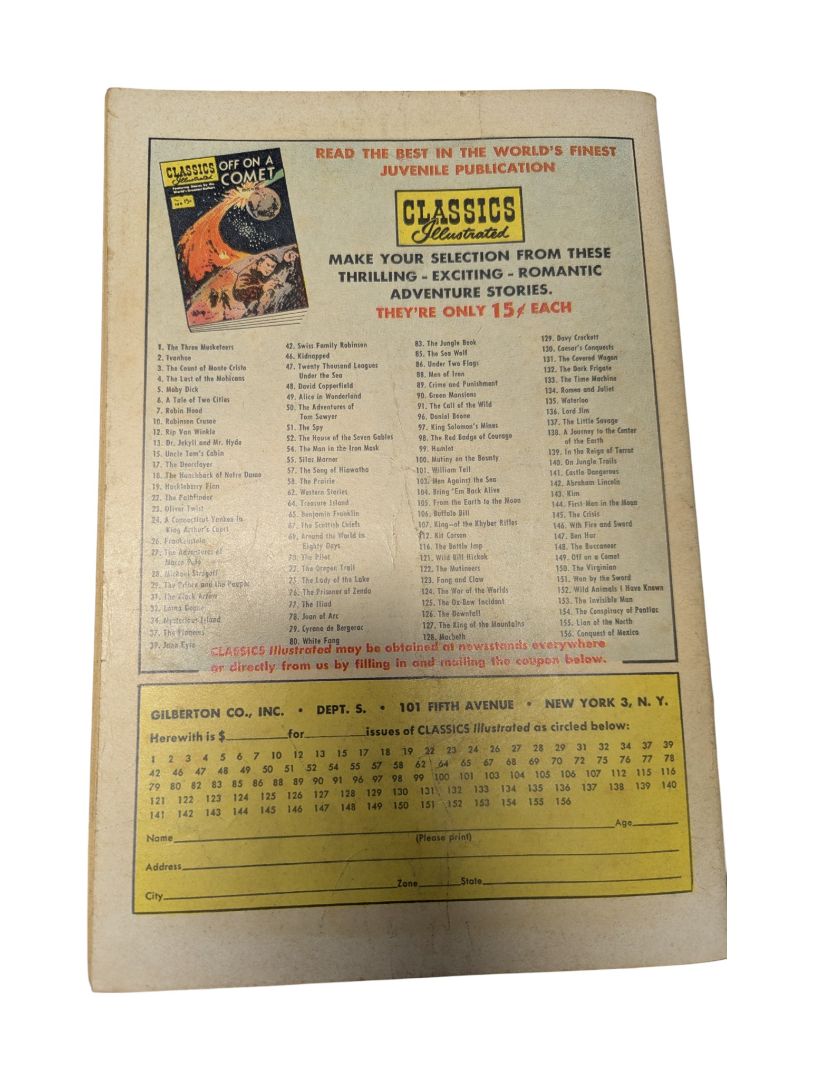 CLASSICS
Illustrated
Featuring Stories by the
World's Greatest Authors
No. 149 15¢
OFF ON A
COMET
READ THE BEST IN THE WORLD'S FINEST
JUVENILE PUBLICATION
CLASSICS
Illustrated
MAKE YOUR SELECTION FROM THESE
THRILLING - EXCITING - ROMANTIC
ADVENTURE STORIES.
THEY'RE ONLY 15¢ EACH
1. The Three Musketeers
2. Ivanhoe
3. The Count of Monte Cristo
4. The Last of the Mohicans
5. Moby Dick
6. A Tale of Two Cities
7. Robin Hood
10. Robinson Crusoe
12. Rip Van Winkle
13. Dr. Jekyll and Mr. Hyde
15. Uncle Tom's Cabin
17. The Deerslayer
18. The Hunchback of Notre Dame
19. Huckleberry Finn
22. The Pathfinder
23. Oliver Twist
24. A Connecticut Yankee in
King Arthur's Court
26. Frankenstein
27. The Adventures of
Marco Polo
28. Michael Strogoff
29. The Prince and the Pauper
31. The Black Arrow
32. Lorna Doone
34. Mysterious Island
37. The Pioneers
39. Jane Eyre
42. Swiss Family Robinson
46. Kidnapped
47. Twenty Thousand Leagues
Under the Sea
48. David Copperfield
49. Alice in Wonderland
50. The Adventures of
Tom Sawyer
51. The Spy
52. The House of the Seven Gables
54. The Man in the Iron Mask
55. Silas Marner
57. The Song of Hiawatha
58. The Prairie
62. Western Stories
64. Treasure Island
65. Benjamin Franklin
67. The Scottish Chiefs
69. Around the World in
Eighty Days
70. The Pilot
72. The Oregon Trail
75. The Lady of the Lake
76. The Prisoner of Zenda
77. The Iliad
78. Joan of Arc
79. Cyrano de Bergerac
80. White Fang
83. The Jungle Book
85. The Sea Wolf
86. Under Two Flags
88. Men of Iron
89. Crime and Punishment
90. Green Mansions
91. The Call of the Wild
96. Daniel Boone
97. King Solomon's Mines
98. The Red Badge of Courage
99. Hamlet
100. Mutiny on the Bounty
101. William Tell
103. Men Against the Sea
104. Bring 'Em Back Alive
105. From the Earth to the Moon
106. Buffalo Bill
107. King—of the Khyber Rifles
112. Kit Carson
116. The Bottle Imp
121. Wild Bill Hickok
122. The Mutineers
123. Fang and Claw
124. The War of the Worlds
125. The Ox-Bow Incident
126. The Downfall
127. The King of the Mountains
128. Macbeth
129. Davy Crockett
130. Caesar's Conquests
131. The Covered Wagon
132. The Dark Frigate
133. The Time Machine
134. Romeo and Juliet
135. Waterloo
136. Lord Jim
137. The Little Savage
138. A Journey to the Center
of the Earth
139. In the Reign of Terror
140. On Jungle Trails
141. Castle Dangerous
142. Abraham Lincoln
143. Kim
144. First Men in the Moon
145. The Crisis
146. With Fire and Sword
147. Ben Hur
148. The Buccaneer
149. Off on a Comet
150. The Virginian
151. Won by the Sword
152. Wild Animals I Have Known
153. The Invisible Man
154. The Conspiracy of Pontiac
155. Lion of the North
156. Conquest of Mexico
CLASSICS Illustrated may be obtained at newsstands everywhere
or directly from us by filling in and mailing the coupon below.
GILBERTON CO., INC. • DEPT. S. • 101 FIFTH AVENUE • NEW YORK 3, N. Y.
Herewith is $ for issues of CLASSICS Illustrated as circled below:
1 2 3 4 5 6 7 10 12 13 15 17 18 19 22 23 24 26 27 28 29 31 32 34 37 39
42 46 47 48 49 50 51 52 54 55 57 58 62 64 65 67 68 69 70 72 75 76 77 78
79 80 82 83 85 86 88 89 90 91 96 97 98 99 100 101 103 104 105 106 107 112 115 116
121 122 123 124 125 126 127 128 129 130 131 132 133 134 135 136 137 138 139 140
141 142 143 144 145 146 147 148 149 150 151 152 153 154 155 156
Name Age
(Please print)
Address
City Zone State